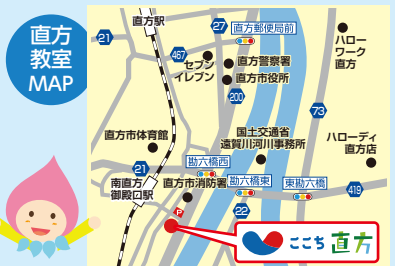 直方
教室
MAP
直方駅
21
27
直方郵便局前
467
セブン
イレブン
直方警察署
直方市役所
200
ハロー
ワーク
直方
73
直方市体育館
国土交通省
遠賀川河川事務所
ハローデイ
直方店
勘六橋西
21
南直方
御殿口駅
直方市消防署
勘六橋東
東勘六橋
419
22
P
ここち直方